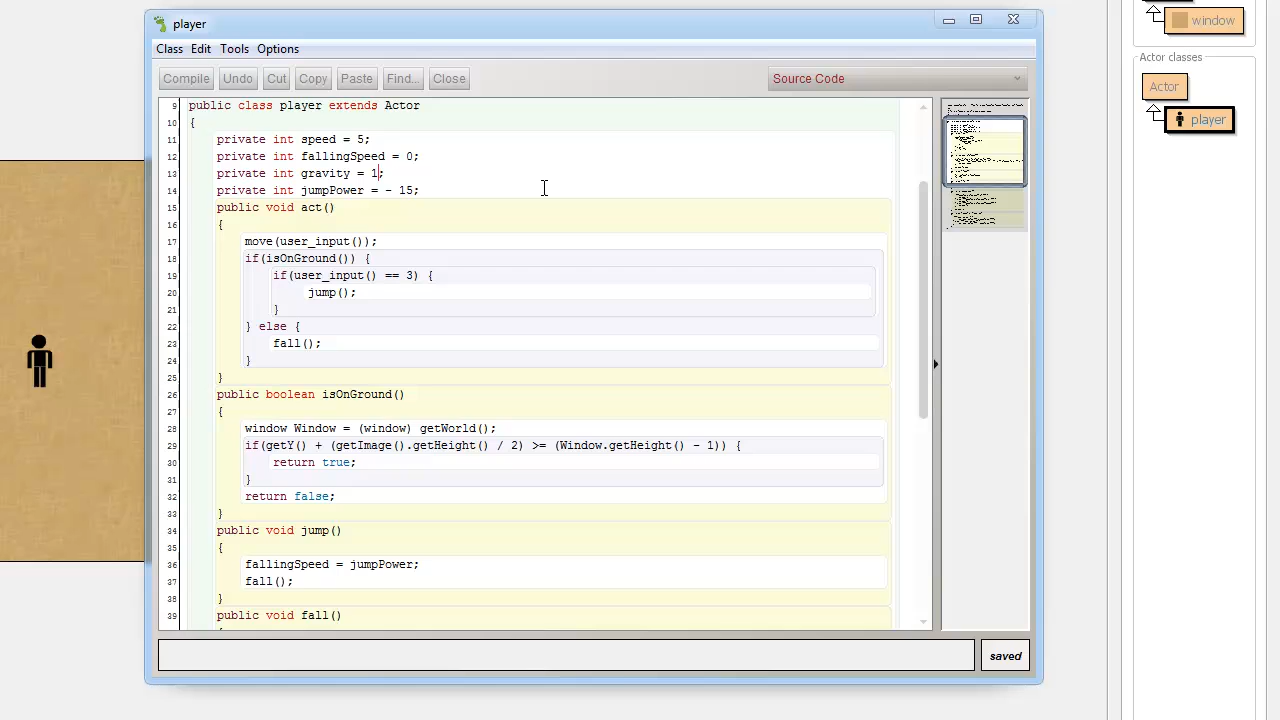 player
Class Edit Tools Options
Compile Undo Cut Copy Paste Find... Close Source Code
9 public class player extends Actor
10 {
11 private int speed = 5;
12 private int fallingSpeed = 0;
13 private int gravity = 1;
14 private int jumpPower = - 15;
15 public void act()
16 {
17 move(user_input());
18 if(isOnGround()) {
19 if(user_input() == 3) {
20 jump();
21 }
22 } else {
23 fall();
24 }
25 }
26 public boolean isOnGround()
27 {
28 window Window = (window) getWorld();
29 if(getY() + (getImage().getHeight() / 2) >= (Window.getHeight() - 1)) {
30 return true;
31 }
32 return false;
33 }
34 public void jump()
35 {
36 fallingSpeed = jumpPower;
37 fall();
38 }
39 public void fall()
saved
window
Actor classes
Actor
player